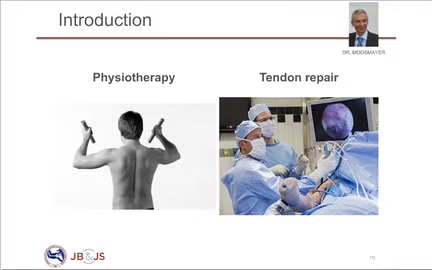 Introduction
DR. MOOSMAYER
Physiotherapy
Tendon repair
JB&JS